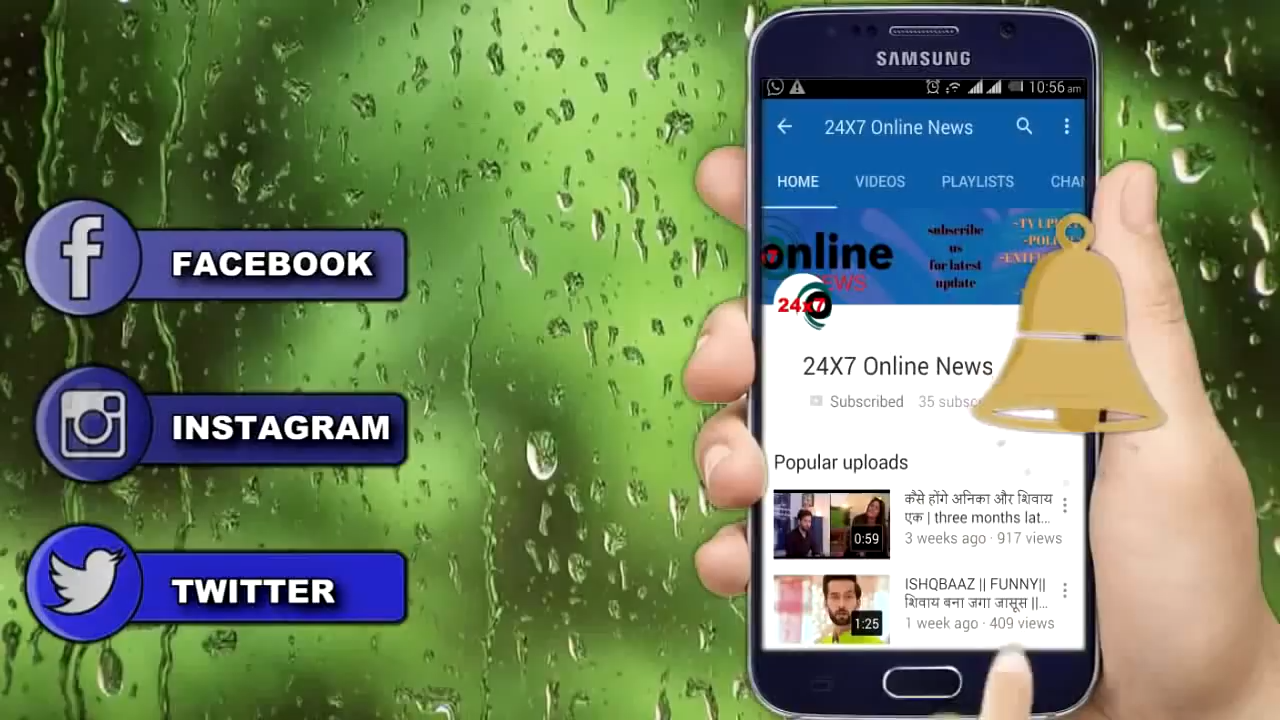 FACEBOOK
INSTAGRAM
TWITTER
SAMSUNG
10:56 am
24X7 Online News
HOME VIDEOS PLAYLISTS CHAN
online
NEWS
subscribe
us
for latest
update
24x7
24X7 Online News
Subscribed 35 subsc
Popular uploads
0:59
कैसे होंगे अनिका और शिवाय
एक | three months lat...
3 weeks ago · 917 views
1:25
ISHQBAAZ || FUNNY||
शिवाय बना जगा जासूस ||...
1 week ago · 409 views